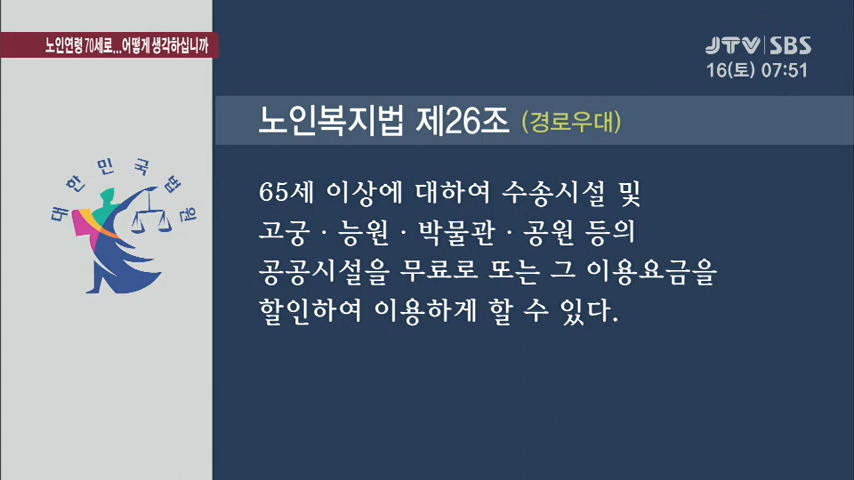 노인연령 70세로...어떻게 생각하십니까
JTV SBS
16(토) 07:51
노인복지법 제26조 (경로우대)
대한민국법원
65세 이상에 대하여 수송시설 및
고궁·능원·박물관·공원 등의
공공시설을 무료로 또는 그 이용요금을
할인하여 이용하게 할 수 있다.